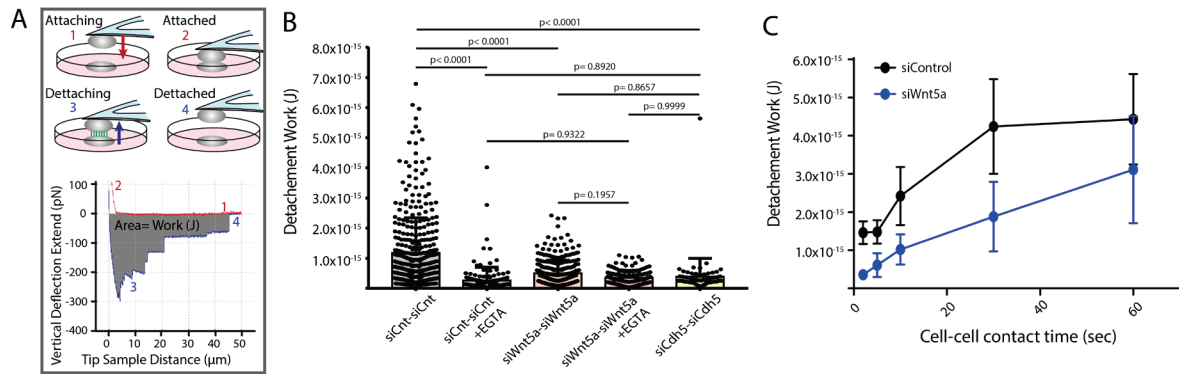 A
Attaching
1
Attached
2
Dettaching
3
Dettached
4
Vertical Deflection Extend (pN)
100
0
-100
-200
-300
-400
2
1
Area= Work (J)
4
3
0 10 20 30 40 50
Tip Sample Distance (µm)
B
p< 0.0001
p< 0.0001
p< 0.0001
p= 0.8920
p= 0.8657
p= 0.9999
p= 0.9322
p= 0.1957
Detachement Work (J)
8.0x10-15
7.0x10-15
6.0x10-15
5.0x10-15
4.0x10-15
3.0x10-15
2.0x10-15
1.0x10-15
siCnt-siCnt
siCnt-siCnt
+EGTA
siWnt5a-siWnt5a
siWnt5a-siWnt5a
+EGTA
siCdh5-siCdh5
C
siControl
siWnt5a
Detachment Work (J)
6.0x10-15
5.0x10-15
4.0x10-15
3.0x10-15
2.0x10-15
1.0x10-15
0 20 40 60
Cell-cell contact time (sec)